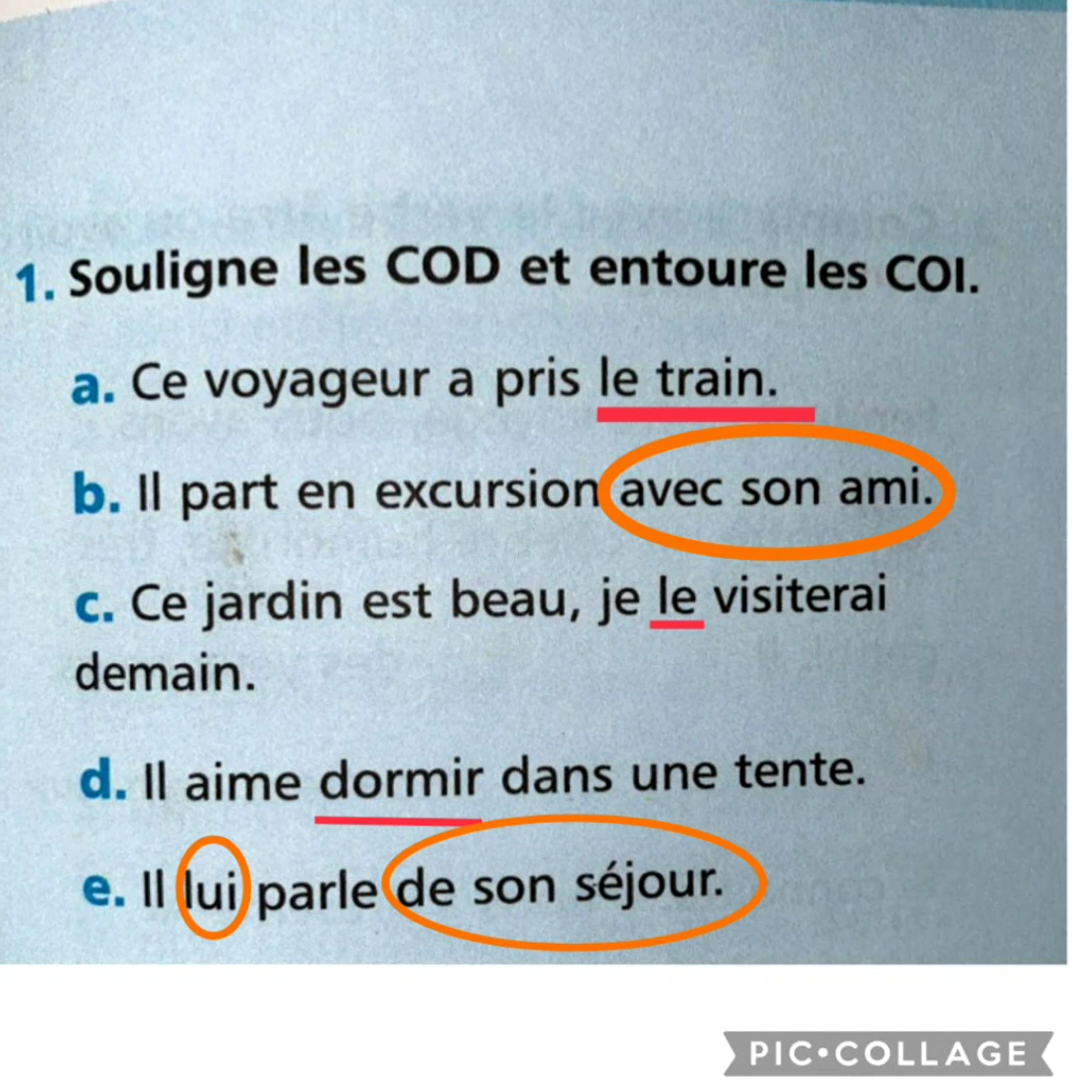 1. Souligne les COD et entoure les COI.
a. Ce voyageur a pris le train.
b. Il part en excursion avec son ami.
c. Ce jardin est beau, je le visiterai
demain.
d. Il aime dormir dans une tente.
e. Il lui parle de son séjour.
PIC•COLLAGE